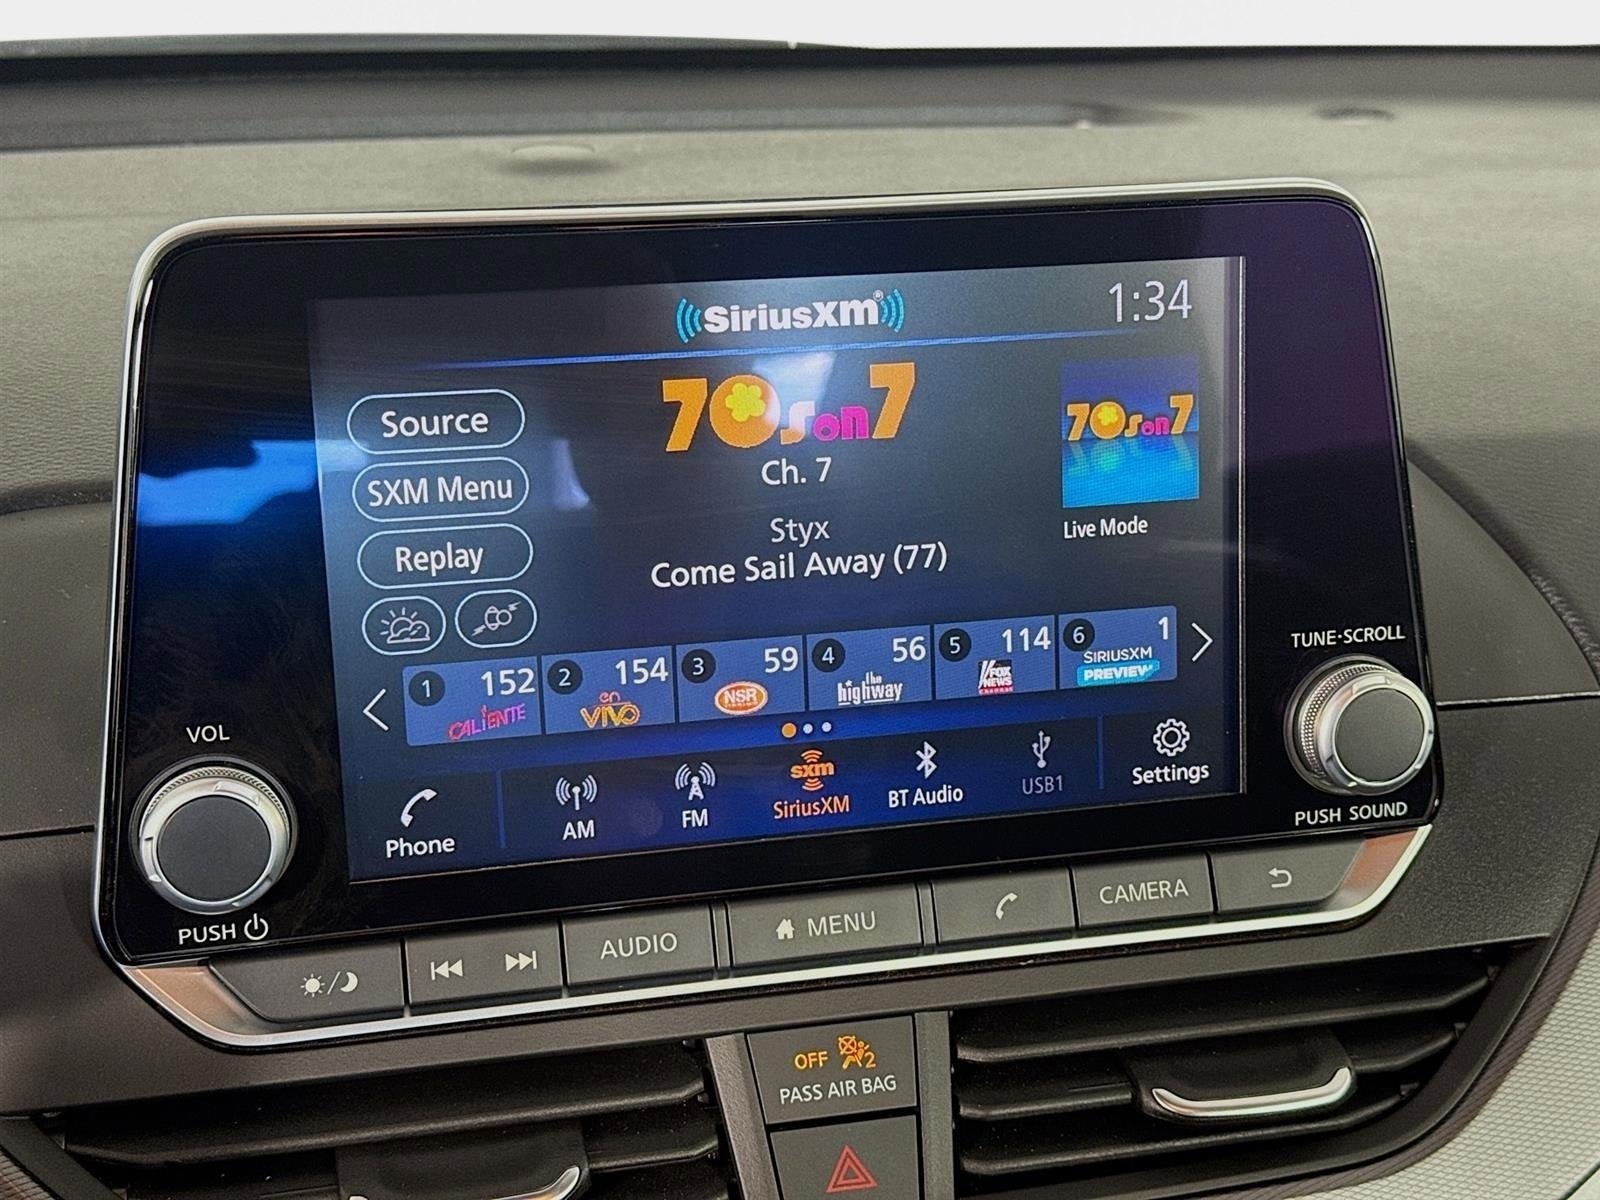 SiriusXM®
1:34
70s on 7
Ch. 7
Styx
Come Sail Away (77)
70s on 7
Live Mode
Source
SXM Menu
Replay
1 152
CALIENTE
2 154
en VIVO
3 59
NSR
4 56
the highway
5 114
FOX NEWS channel
6 1
SIRIUSXM PREVIEW
Phone
AM
FM
sxm
SiriusXM
BT Audio
USB1
Settings
VOL
PUSH
TUNE·SCROLL
PUSH SOUND
AUDIO
MENU
CAMERA
OFF 2
PASS AIR BAG